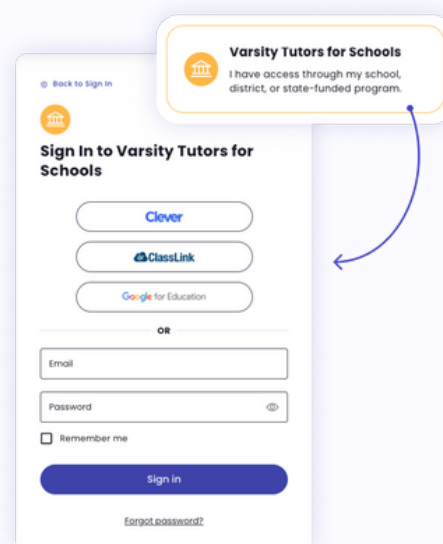 Varsity Tutors for Schools
I have access through my school,
district, or state-funded program.
Back to Sign In
Sign In to Varsity Tutors for
Schools
Clever
ClassLink
Google for Education
OR
Email
Password
Remember me
Sign in
Forgot password?